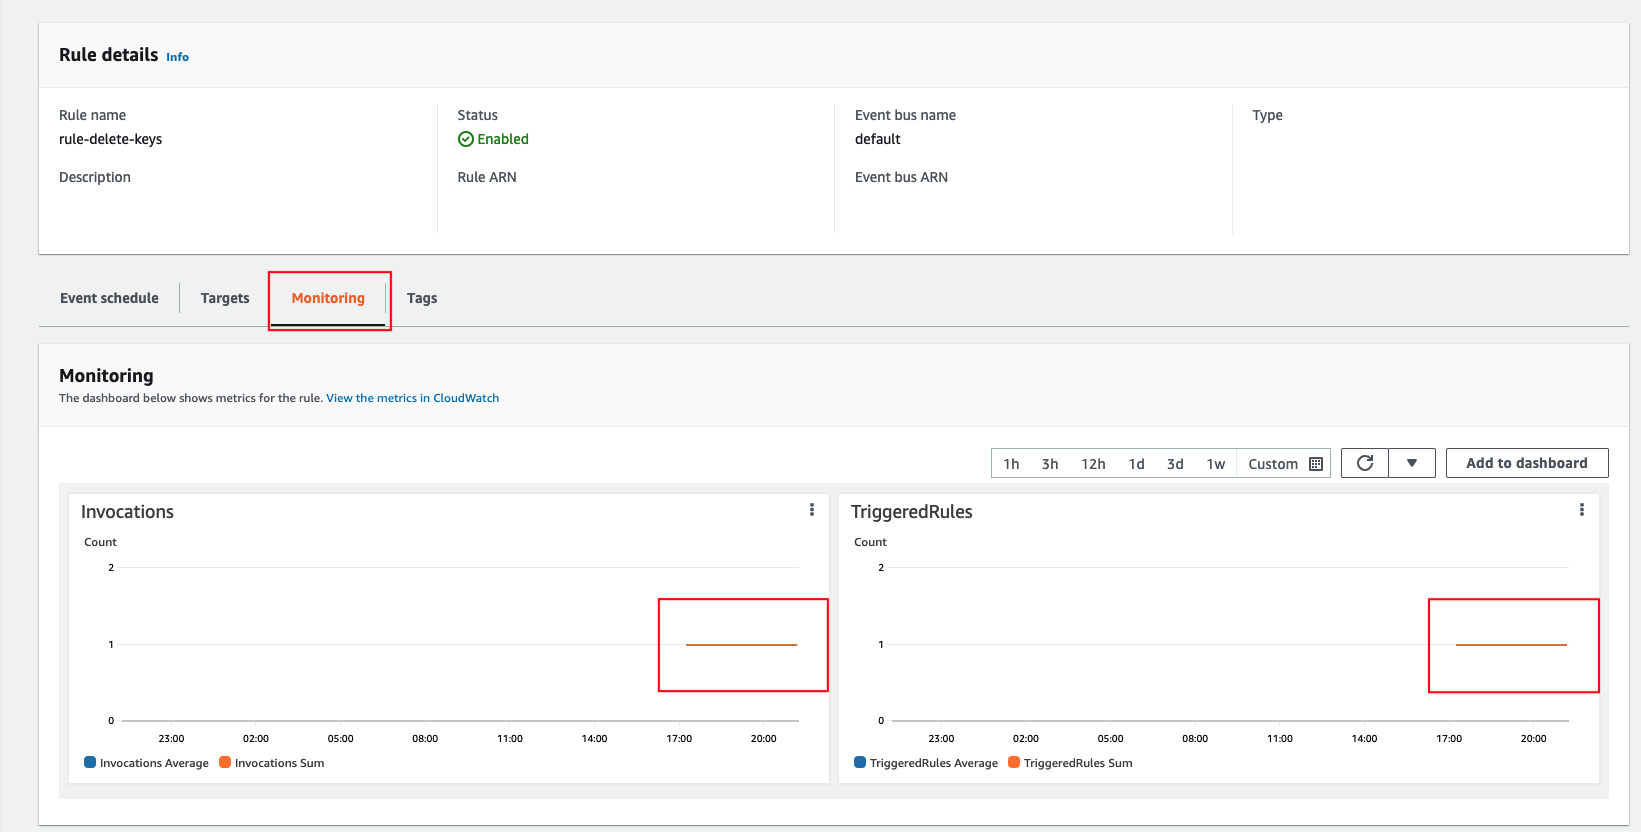 Rule details Info
Rule name
rule-delete-keys
Description
Status
Enabled
Rule ARN
Event bus name
default
Event bus ARN
Type
Event schedule Targets Monitoring Tags
Monitoring
The dashboard below shows metrics for the rule. View the metrics in CloudWatch
1h 3h 12h 1d 3d 1w Custom Add to dashboard
Invocations
Count
2
1
0
23:00 02:00 05:00 08:00 11:00 14:00 17:00 20:00
Invocations Average Invocations Sum
TriggeredRules
Count
2
1
0
23:00 02:00 05:00 08:00 11:00 14:00 17:00 20:00
TriggeredRules Average TriggeredRules Sum